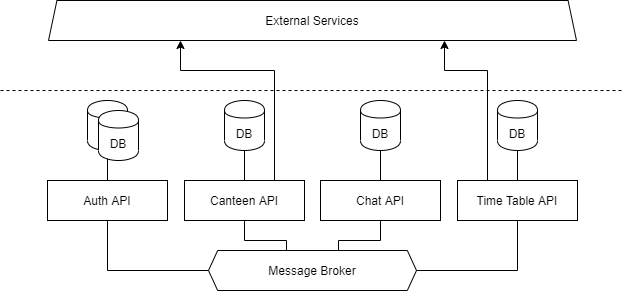 External Services
DB
DB
DB
DB
Auth API
Canteen API
Chat API
Time Table API
Message Broker